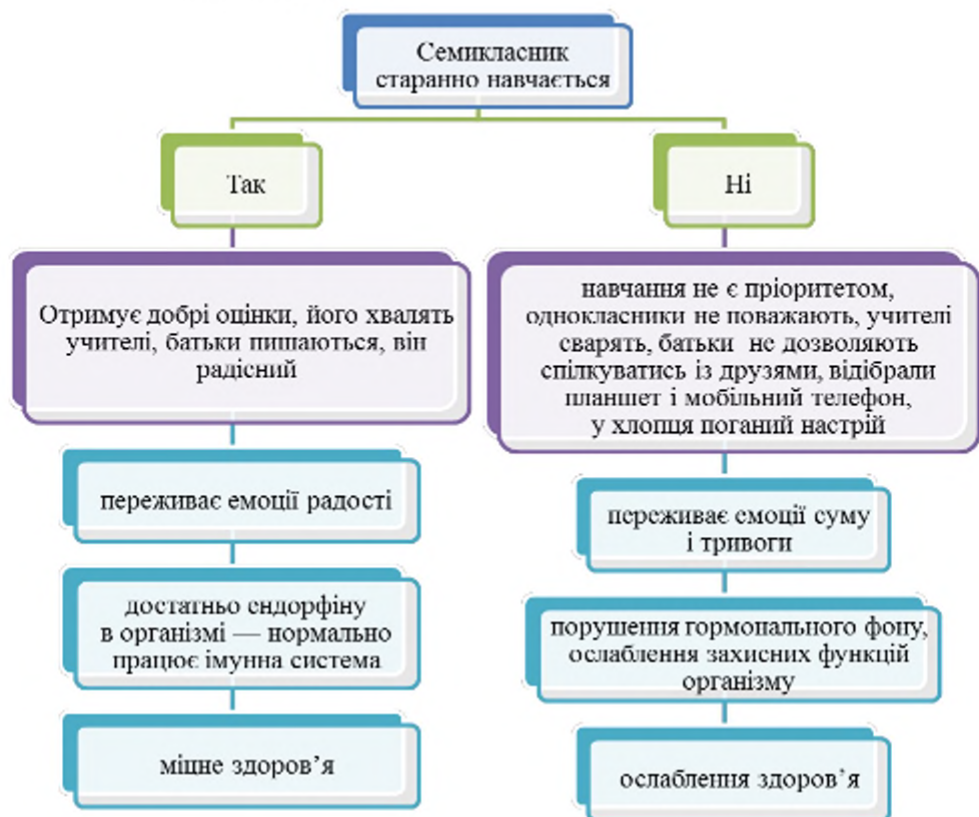 Семикласник
старанно навчається
Так
Ні
Отримує добрі оцінки, його хвалять
учителі, батьки пишаються, він
радісний
навчання не є пріоритетом,
однокласники не поважають, учителі
сварять, батьки не дозволяють
спілкуватись із друзями, відібрали
планшет і мобільний телефон,
у хлопця поганий настрій
переживає емоції радості
переживає емоції суму
і тривоги
достатньо ендорфіну
в організмі — нормально
працює імунна система
порушення гормонального фону,
ослаблення захисних функцій
організму
міцне здоров’я
ослаблення здоров’я